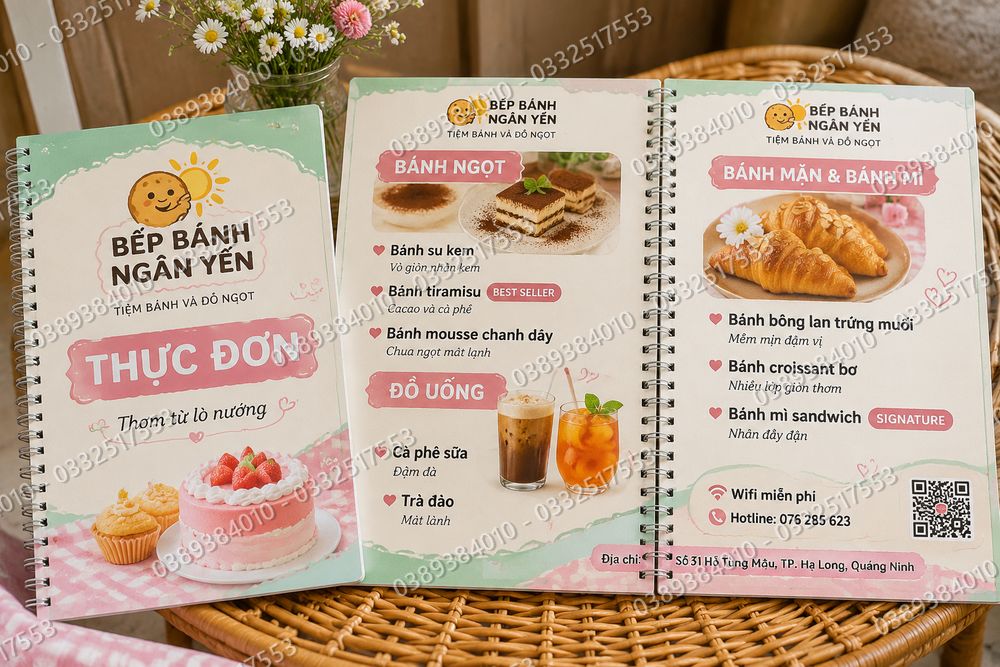 BẾP BÁNH
NGÂN YẾN
TIỆM BÁNH VÀ ĐỒ NGỌT
THỰC ĐƠN
Thơm từ lò nướng
BẾP BÁNH
NGÂN YẾN
TIỆM BÁNH VÀ ĐỒ NGỌT
BÁNH NGỌT
Bánh su kem
Vỏ giòn nhân kem
Bánh tiramisu BEST SELLER
Cacao và cà phê
Bánh mousse chanh dây
Chua ngọt mát lạnh
ĐỒ UỐNG
Cà phê sữa
Đậm đà
Trà đào
Mát lành
BẾP BÁNH
NGÂN YẾN
TIỆM BÁNH VÀ ĐỒ NGỌT
BÁNH MẶN & BÁNH MÌ
Bánh bông lan trứng muối
Mềm mịn đậm vị
Bánh croissant bơ
Nhiều lớp giòn thơm
Bánh mì sandwich SIGNATURE
Nhân đầy đặn
Wifi miễn phí
Hotline: 076 285 623
Địa chỉ: Số 31 Hồ Tùng Mậu, TP. Hạ Long, Quảng Ninh
0389384010 - 0332517553